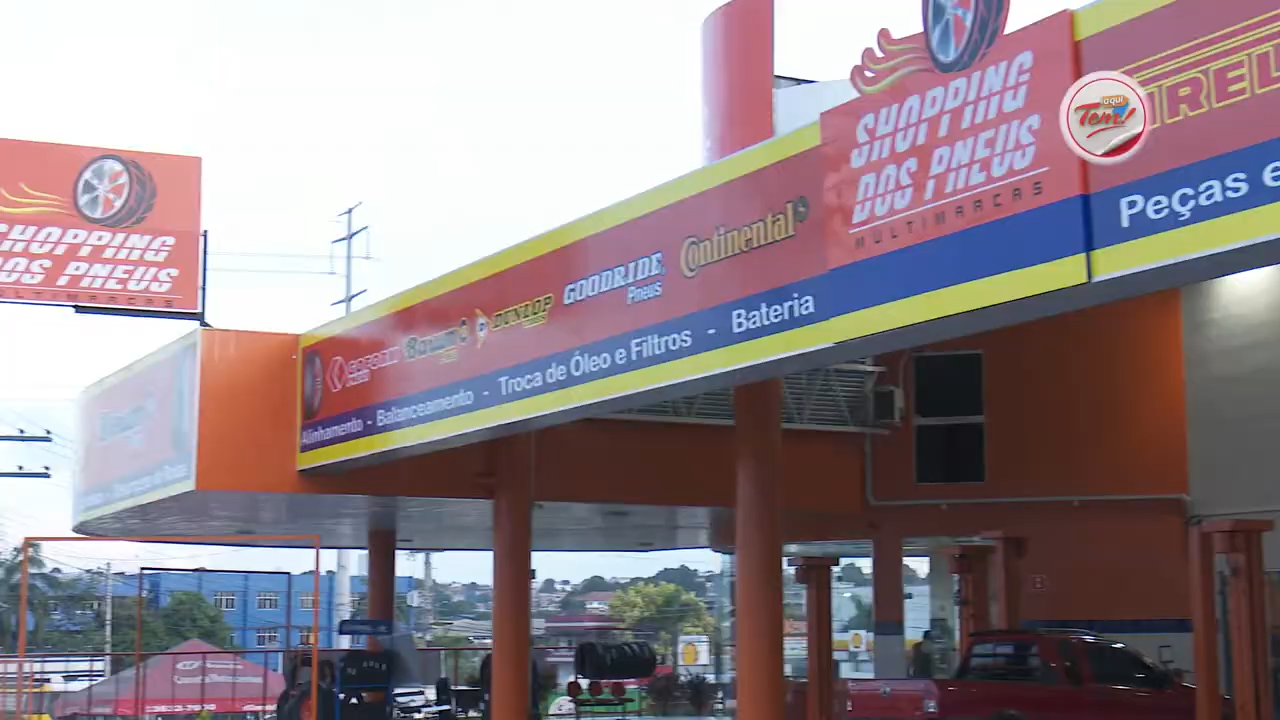 SHOPPING
DOS PNEUS
MULTIMARCAS
SHOPPING
DOS PNEUS
MULTIMARCAS
aqui
Tem!
Continental
GOODRIDE
Pneus
DUNLOP
Alinhamento - Balanceamento - Troca de Óleo e Filtros - Bateria
Peças e